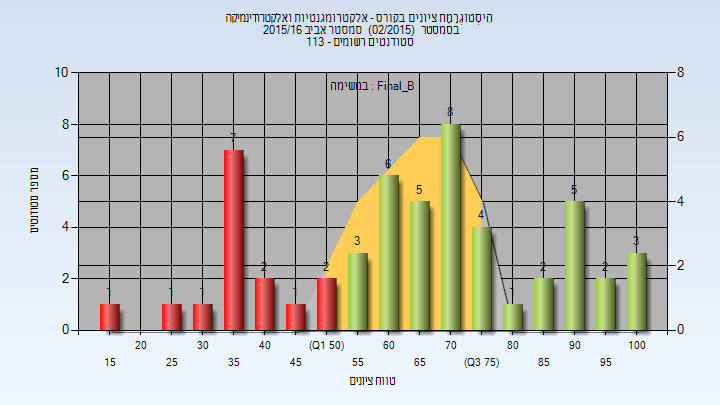 הִיסְטוגְרַמַת ציונים בקורס - אלקטרומגנטיות ואלקטרודינמיקה
בסמסטר (02/2015) סמסטר אביב 2015/16
סטודנטים רשומים - 113
במשימה : Final_B
10 8
8 6
6 4
4 2
2 0
0
מספר סטודנטים
1 1 1 7 2 1 2 3 6 5 8 4 1 2 5 2 3
20 30 40 (Q1 50) 60 70 80 90 100
15 25 35 45 55 65 (Q3 75) 85 95
טווח ציונים